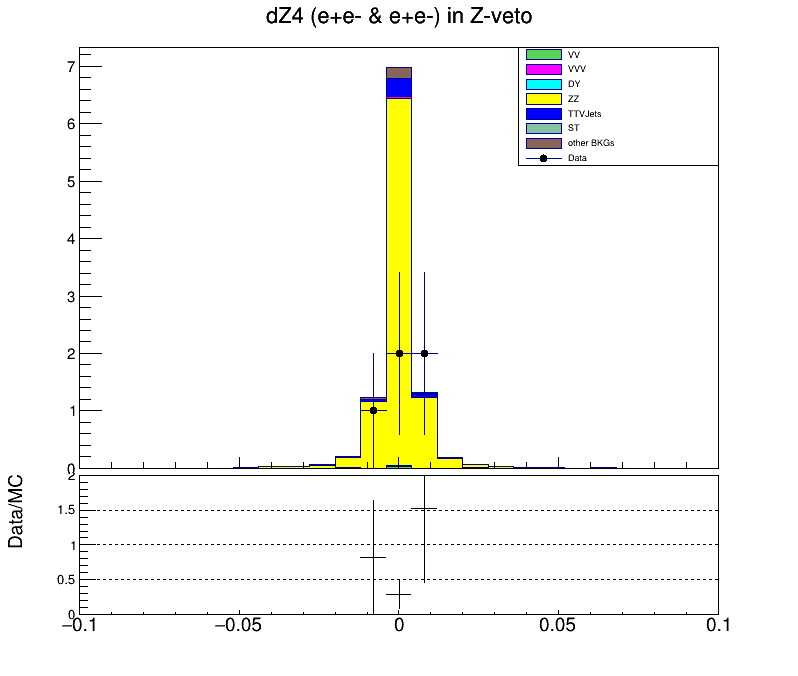 dZ4 (e+e- & e+e-) in Z-veto
VV
VVV
DY
ZZ
TTVJets
ST
other BKGs
Data
7
6
5
4
3
2
1
0
Data/MC
2
1.5
1
0.5
0
−0.1
−0.05
0
0.05
0.1